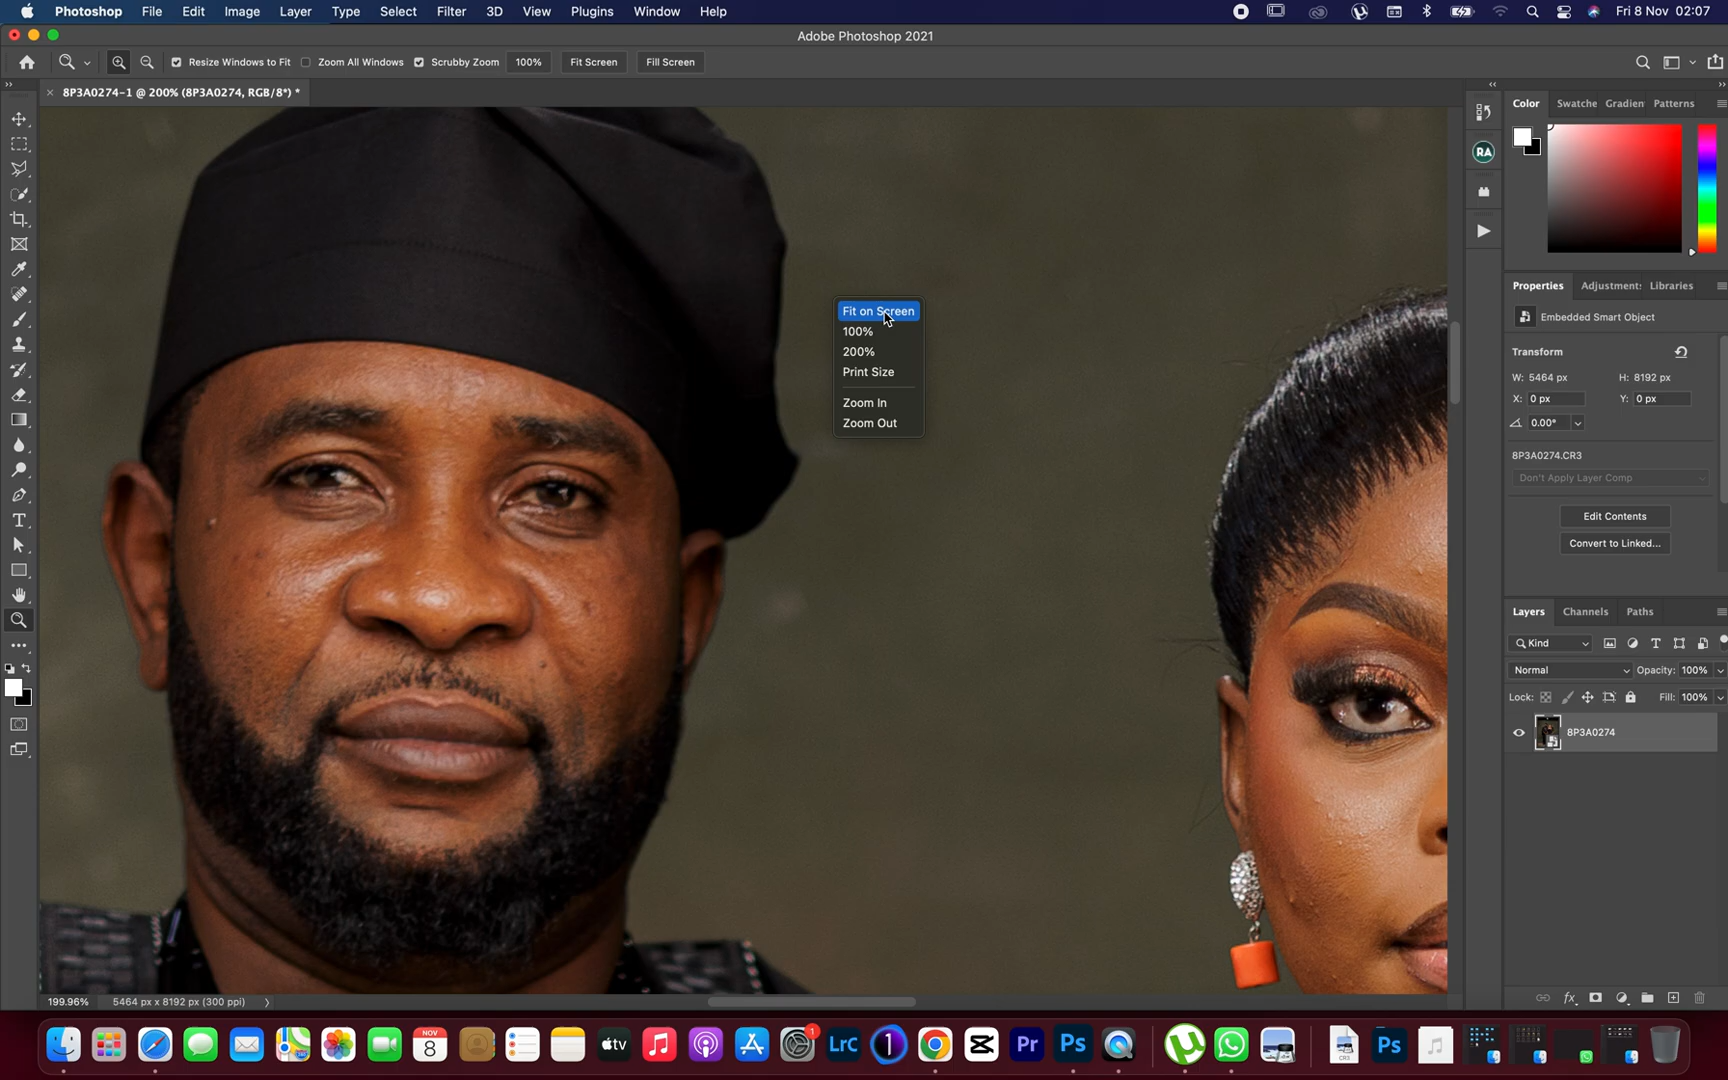 Photoshop File Edit Image Layer Type Select Filter 3D View Plugins Window Help Fri 8 Nov 02:07
Adobe Photoshop 2021
Resize Windows to Fit Zoom All Windows Scrubby Zoom 100% Fit Screen Fill Screen
8P3A0274-1 @ 200% (8P3A0274, RGB/8*) *
Color Swatche Gradien Patterns
RA
Fit on Screen
100%
200%
Print Size
Zoom In
Zoom Out
Properties Adjustment: Libraries
Embedded Smart Object
Transform
W: 5464 px H: 8192 px
X: 0 px Y: 0 px
0.00°
8P3A0274.CR3
Don't Apply Layer Comp
Edit Contents
Convert to Linked...
Layers Channels Paths
Kind
Normal Opacity: 100%
Lock: Fill: 100%
8P3A0274
199.96% 5464 px x 8192 px (300 ppi)
NOV
8
tv
1
LrC
1
Pr
Ps
CR3
Ps